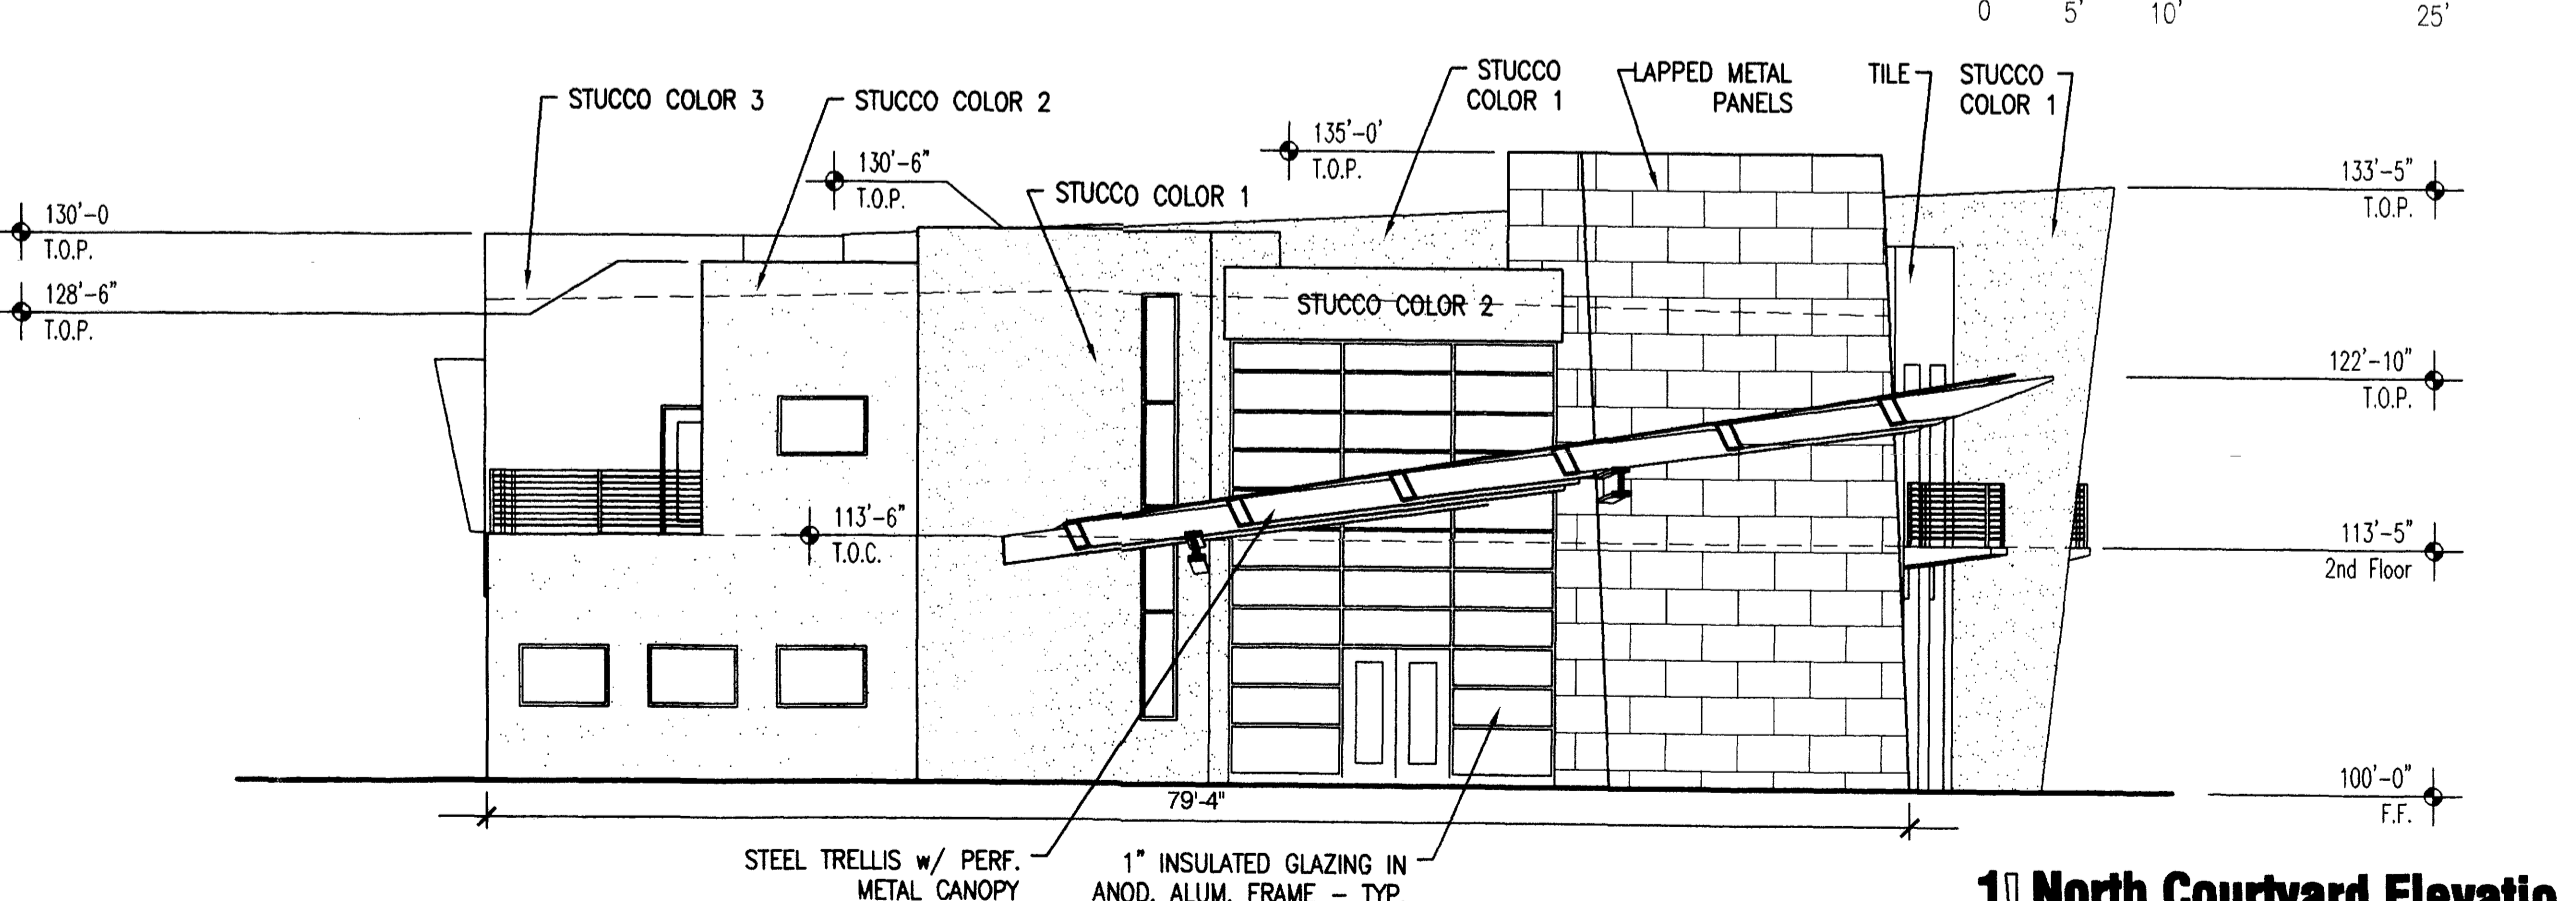 0 5' 10' 25'
STUCCO COLOR 3
STUCCO COLOR 2
STUCCO
COLOR 1
LAPPED METAL
PANELS
TILE
STUCCO
COLOR 1
135'-0'
T.O.P.
130'-6"
T.O.P.
STUCCO COLOR 1
133'-5"
T.O.P.
130'-0
T.O.P.
128'-6"
T.O.P.
STUCCO COLOR 2
122'-10"
T.O.P.
113'-6"
T.O.C.
113'-5"
2nd Floor
100'-0"
F.F.
79'-4"
STEEL TRELLIS w/ PERF.
METAL CANOPY
1" INSULATED GLAZING IN
ANOD. ALUM. FRAME - TYP.
1 North Courtyard Elevatio